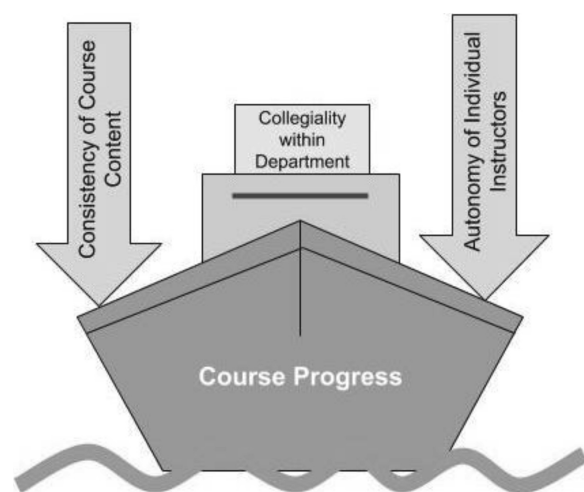 Consistency of Course
Content
Collegiality
within
Department
Autonomy of Individual
Instructors
Course Progress